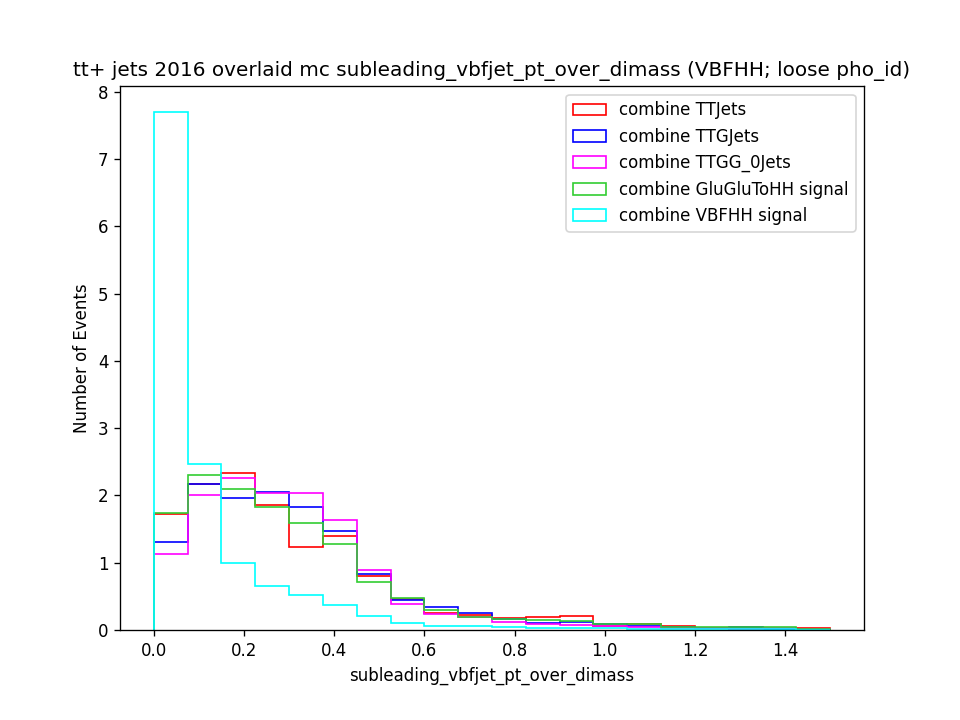 tt+ jets 2016 overlaid mc subleading_vbfjet_pt_over_dimass (VBFHH; loose pho_id)
combine TTJets
combine TTGJets
combine TTGG_0Jets
combine GluGluToHH signal
combine VBFHH signal
8
7
6
5
4
3
2
1
0
Number of Events
0.0 0.2 0.4 0.6 0.8 1.0 1.2 1.4
subleading_vbfjet_pt_over_dimass